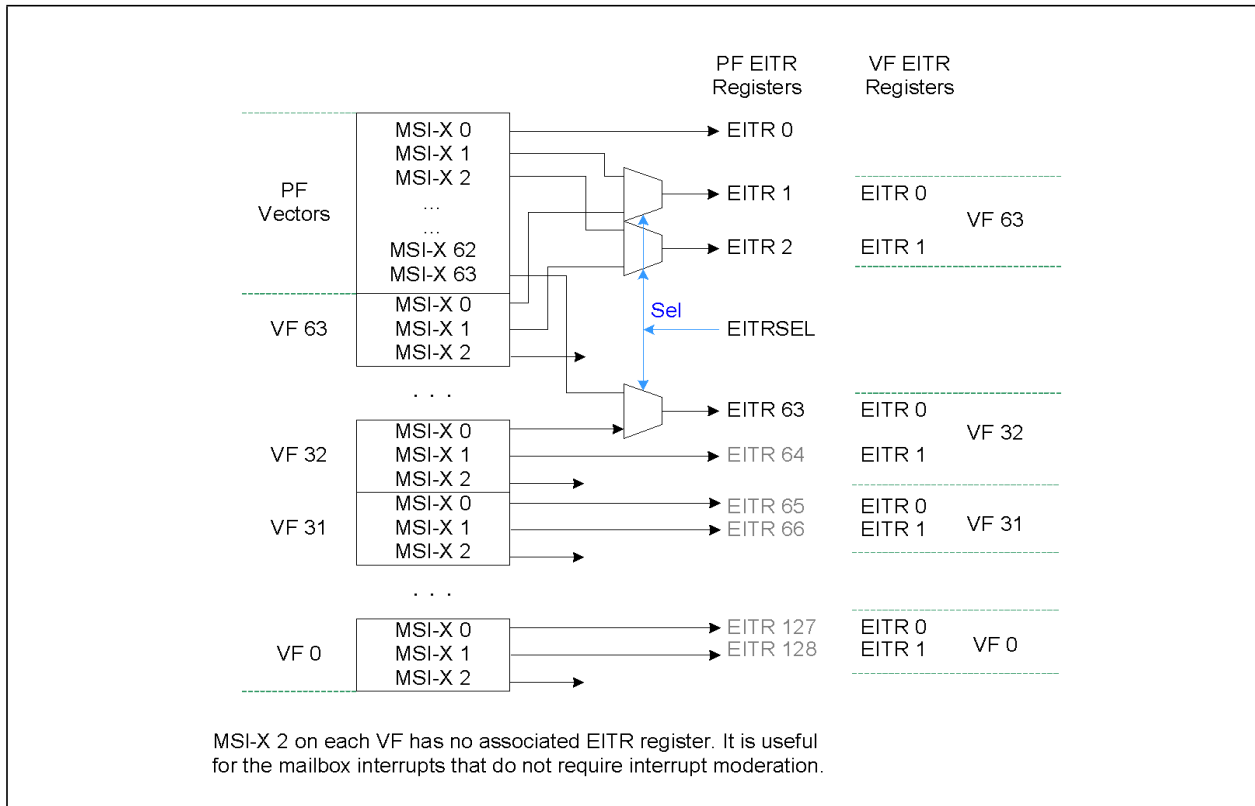 PF EITR
Registers
VF EITR
Registers
PF
Vectors
MSI-X 0
MSI-X 1
MSI-X 2
...
...
MSI-X 62
MSI-X 63
EITR 0
EITR 1
EITR 2
EITR 0
EITR 1
VF 63
VF 63
MSI-X 0
MSI-X 1
MSI-X 2
Sel
EITRSEL
. . .
VF 32
MSI-X 0
MSI-X 1
MSI-X 2
EITR 63
EITR 64
EITR 0
EITR 1
VF 32
VF 31
MSI-X 0
MSI-X 1
MSI-X 2
EITR 65
EITR 66
EITR 0
EITR 1
VF 31
. . .
VF 0
MSI-X 0
MSI-X 1
MSI-X 2
EITR 127
EITR 128
EITR 0
EITR 1
VF 0
MSI-X 2 on each VF has no associated EITR register. It is useful
for the mailbox interrupts that do not require interrupt moderation.